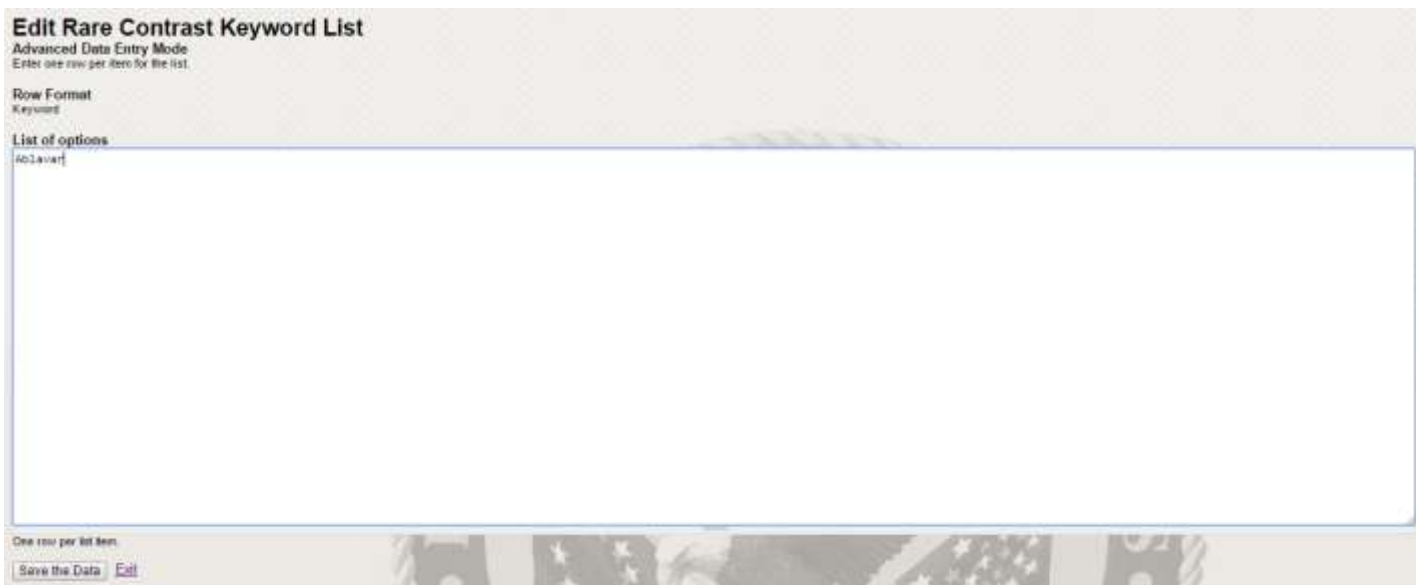 Edit Rare Contrast Keyword List
Advanced Data Entry Mode
Enter one row per item for the list.
Row Format
Keyword
List of options
Ablavar
One row per list item.
Save the Data Exit